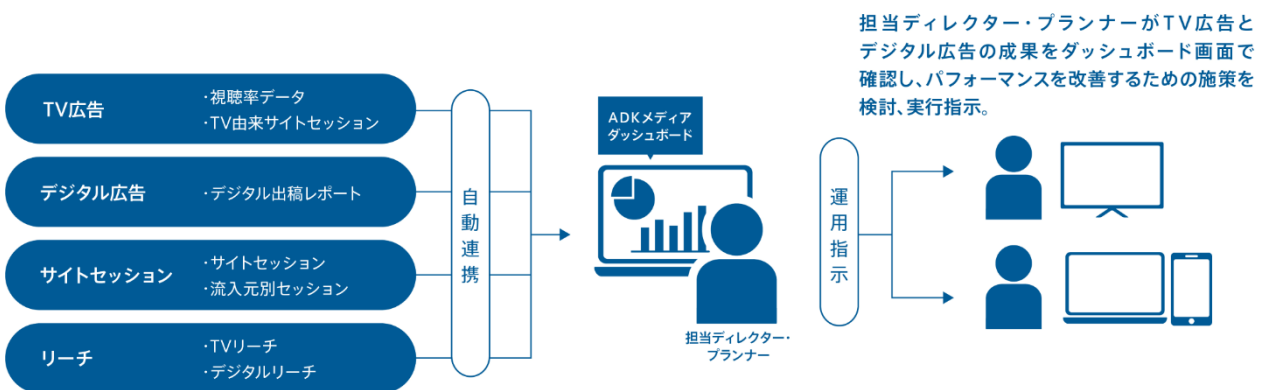 担当ディレクター・プランナーがTV広告と
デジタル広告の成果をダッシュボード画面で
確認し、パフォーマンスを改善するための施策を
検討、実行指示。
TV広告
・視聴率データ
・TV由来サイトセッション
デジタル広告
・デジタル出稿レポート
サイトセッション
・サイトセッション
・流入元別セッション
リーチ
・TVリーチ
・デジタルリーチ
自動連携
ADKメディア
ダッシュボード
担当ディレクター・
プランナー
運用指示